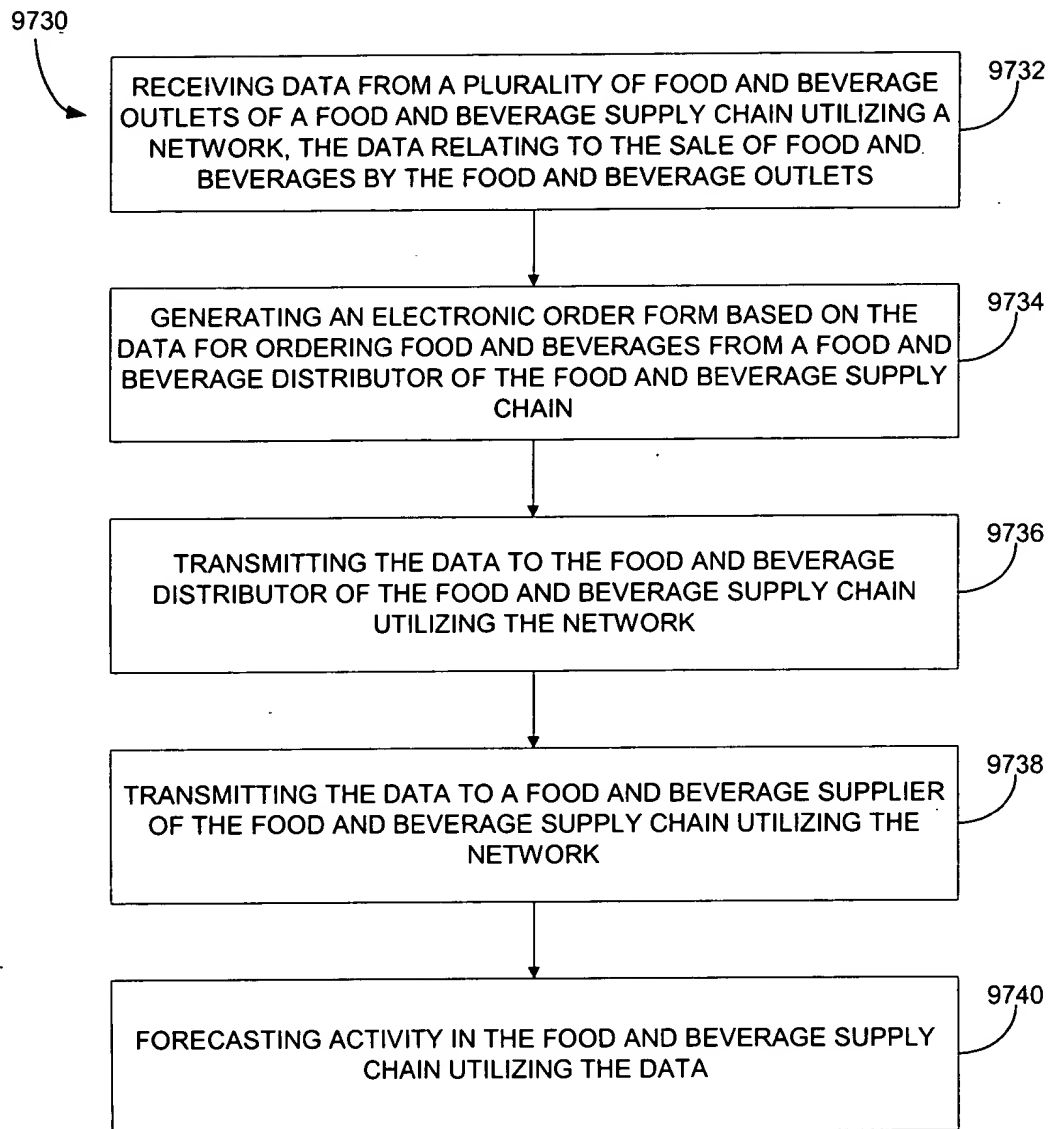 9730
RECEIVING DATA FROM A PLURALITY OF FOOD AND BEVERAGE
OUTLETS OF A FOOD AND BEVERAGE SUPPLY CHAIN UTILIZING A
NETWORK, THE DATA RELATING TO THE SALE OF FOOD AND
BEVERAGES BY THE FOOD AND BEVERAGE OUTLETS
9732
GENERATING AN ELECTRONIC ORDER FORM BASED ON THE
DATA FOR ORDERING FOOD AND BEVERAGES FROM A FOOD AND
BEVERAGE DISTRIBUTOR OF THE FOOD AND BEVERAGE SUPPLY
CHAIN
9734
TRANSMITTING THE DATA TO THE FOOD AND BEVERAGE
DISTRIBUTOR OF THE FOOD AND BEVERAGE SUPPLY CHAIN
UTILIZING THE NETWORK
9736
TRANSMITTING THE DATA TO A FOOD AND BEVERAGE SUPPLIER
OF THE FOOD AND BEVERAGE SUPPLY CHAIN UTILIZING THE
NETWORK
9738
FORECASTING ACTIVITY IN THE FOOD AND BEVERAGE SUPPLY
CHAIN UTILIZING THE DATA
9740